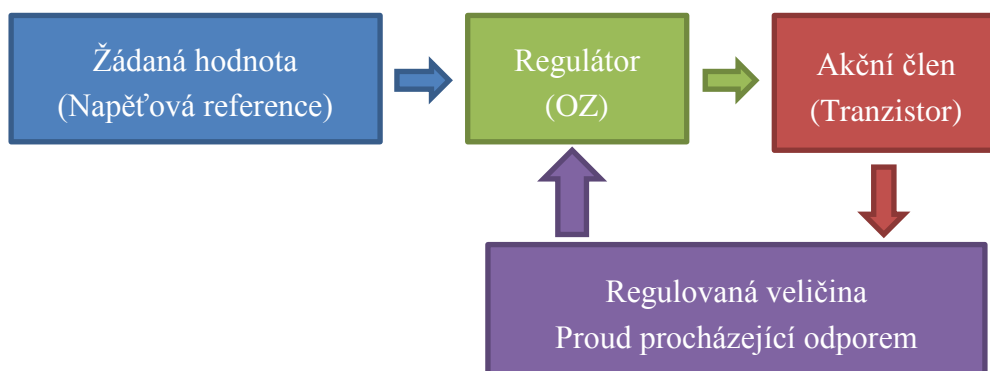 Žádaná hodnota
(Napěťová reference)
Regulátor
(OZ)
Akční člen
(Tranzistor)
Regulovaná veličina
Proud procházející odporem